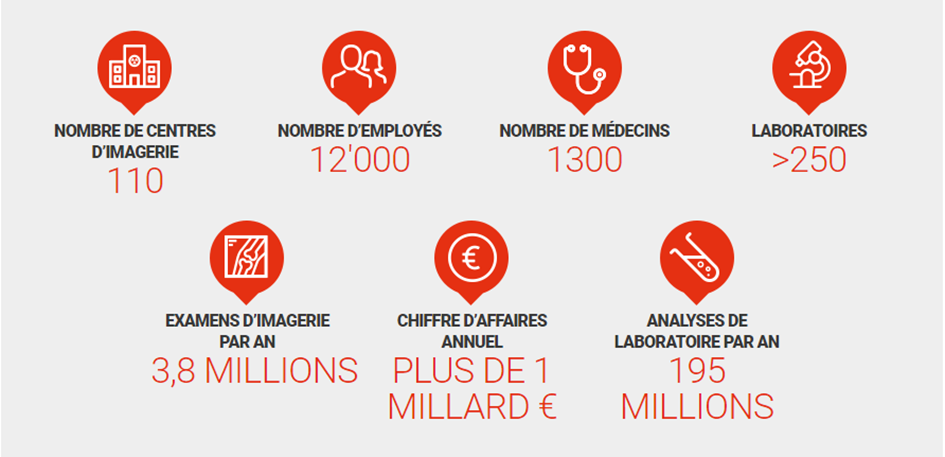 NOMBRE DE CENTRES
D'IMAGERIE
110
NOMBRE D'EMPLOYÉS
12'000
NOMBRE DE MÉDECINS
1300
LABORATOIRES
>250
EXAMENS D'IMAGERIE
PAR AN
3,8 MILLIONS
CHIFFRE D'AFFAIRES
ANNUEL
PLUS DE 1
MILLARD €
ANALYSES DE
LABORATOIRE PAR AN
195
MILLIONS